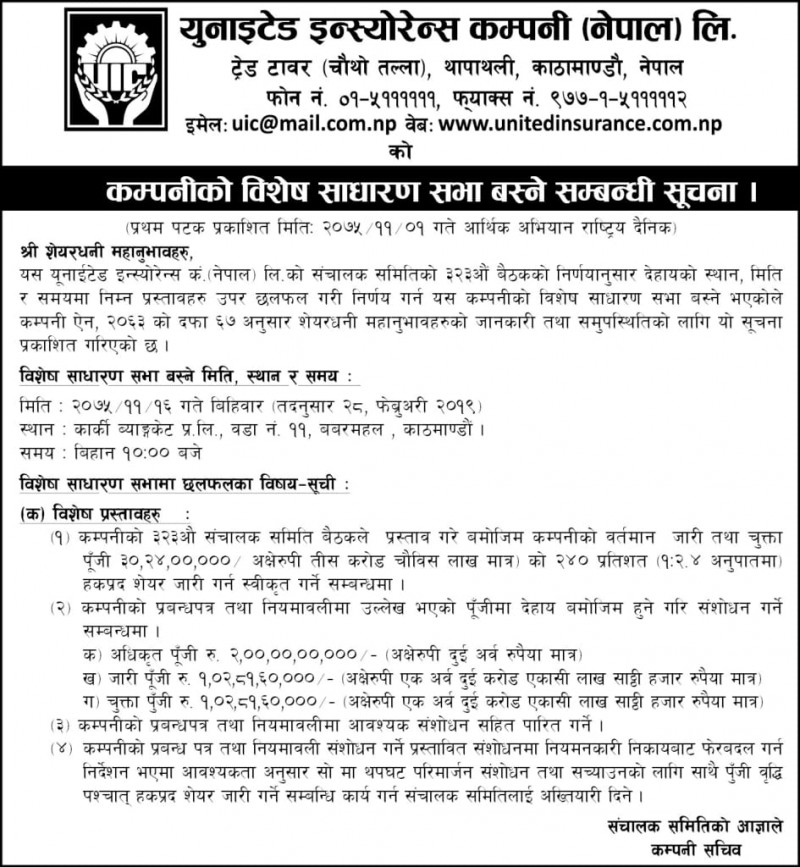 UIC
युनाइटेड इन्स्योरेन्स कम्पनी (नेपाल) लि.
ट्रेड टावर (चौथो तल्ला), थापाथली, काठामाण्डौ, नेपाल
फोन नं. ०१-५११११११, फ्याक्स नं. ९७७-१-५११११११२
इमेल: uic@mail.com.np वेब: www.unitedinsurance.com.np
को
कम्पनीको विशेष साधारण सभा बस्ने सम्बन्धी सूचना ।
(प्रथम पटक प्रकाशित मिति: २०७५/११/०१ गते आर्थिक अभियान राष्ट्रिय दैनिक)
श्री शेयरधनी महानुभावहरु,
यस यूनाईटेड इन्स्योरेन्स कं.(नेपाल) लि.को संचालक समितिको ३२३औं बैठकको निर्णयानुसार देहायको स्थान, मिति
र समयमा निम्न प्रस्तावहरु उपर छलफल गरी निर्णय गर्न यस कम्पनीको विशेष साधारण सभा बस्ने भएकोले
कम्पनी ऐन, २०६३ को दफा ६७ अनुसार शेयरधनी महानुभावहरुको जानकारी तथा समुपस्थितिको लागि यो सूचना
प्रकाशित गरिएको छ ।
विशेष साधारण सभा बस्ने मिति, स्थान र समय :
मिति : २०७५/११/१६ गते बिहिवार (तदनुसार २८, फेब्रुअरी २०१९)
स्थान : कार्की ब्याङ्केट प्र.लि., वडा नं. ११, बबरमहल , काठमाण्डौं ।
समय : बिहान १०:०० बजे
विशेष साधारण सभामा छलफलका विषय-सूची :
(क) विशेष प्रस्तावहरु :
(१) कम्पनीको ३२३औ संचालक समिति बैठकले प्रस्ताव गरे बमोजिम कम्पनीको वर्तमान जारी तथा चुक्ता
पूँजी ३०,२४,००,०००/ अक्षेरुपी तीस करोड चौविस लाख मात्र) को २४० प्रतिशत (१:२.४ अनुपातमा)
हकप्रद शेयर जारी गर्न स्वीकृत गर्ने सम्बन्धमा ।
(२) कम्पनीको प्रबन्धपत्र तथा नियमावलीमा उल्लेख भएको पूँजीमा देहाय बमोजिम हुने गरि संशोधन गर्ने
सम्बन्धमा ।
क) अधिकृत पूँजी रु. २,००,००,००,०००/- (अक्षेरुपी दुई अर्व रुपैया मात्र)
ख) जारी पूँजी रु. १,०२,८१,६०,०००/- (अक्षेरुपी एक अर्व दुई करोड एकासी लाख साट्ठी हजार रुपैया मात्र)
ग) चुक्ता पुँजी रु. १,०२,८१,६०,०००/- (अक्षेरुपी एक अर्व दुई करोड एकासी लाख साट्ठी हजार रुपैया मात्र)
(३) कम्पनीको प्रबन्धपत्र तथा नियमावलीमा आवश्यक संशोधन सहित पारित गर्ने ।
(४) कम्पनीको प्रबन्ध पत्र तथा नियमावली संशोधन गर्ने प्रस्तावित संशोधनमा नियमनकारी निकायबाट फेरबदल गर्न
निर्देशन भएमा आवश्यकता अनुसार सो मा थपघट परिमार्जन संशोधन तथा सच्याउनको लागि साथै पुँजी वृद्धि
पश्चात् हकप्रद शेयर जारी गर्ने सम्बन्धि कार्य गर्न संचालक समितिलाई अख्तियारी दिने ।
संचालक समितिको आज्ञाले
कम्पनी सचिव